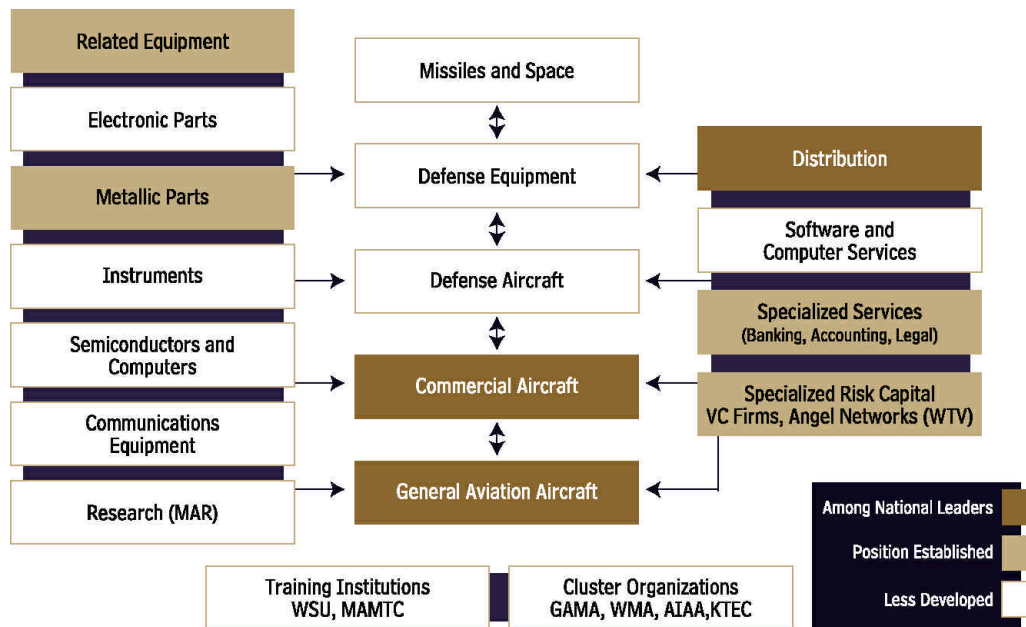 Related Equipment
Electronic Parts
Metallic Parts
Instruments
Semiconductors and
Computers
Communications
Equipment
Research (MAR)
Missiles and Space
Defense Equipment
Defense Aircraft
Commercial Aircraft
General Aviation Aircraft
Distribution
Software and
Computer Services
Specialized Services
(Banking, Accounting, Legal)
Specialized Risk Capital
VC Firms, Angel Networks (WTV)
Training Institutions
WSU, MAMTC
Cluster Organizations
GAMA, WMA, AIAA,KTEC
Among National Leaders
Position Established
Less Developed